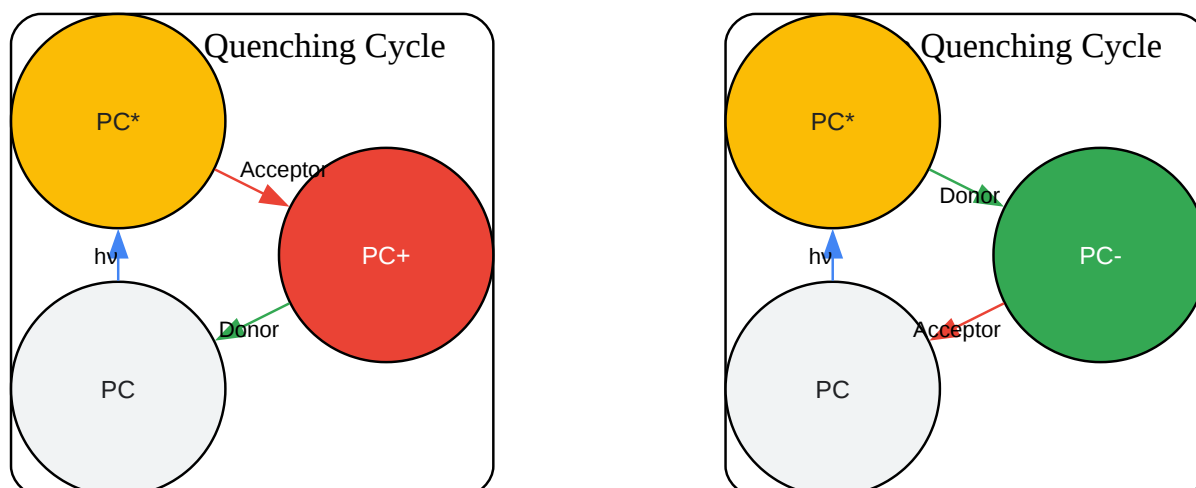 Quenching Cycle
PC*
Acceptor
PC+
hν
Donor
PC
Quenching Cycle
PC*
Donor
PC-
hν
Acceptor
PC